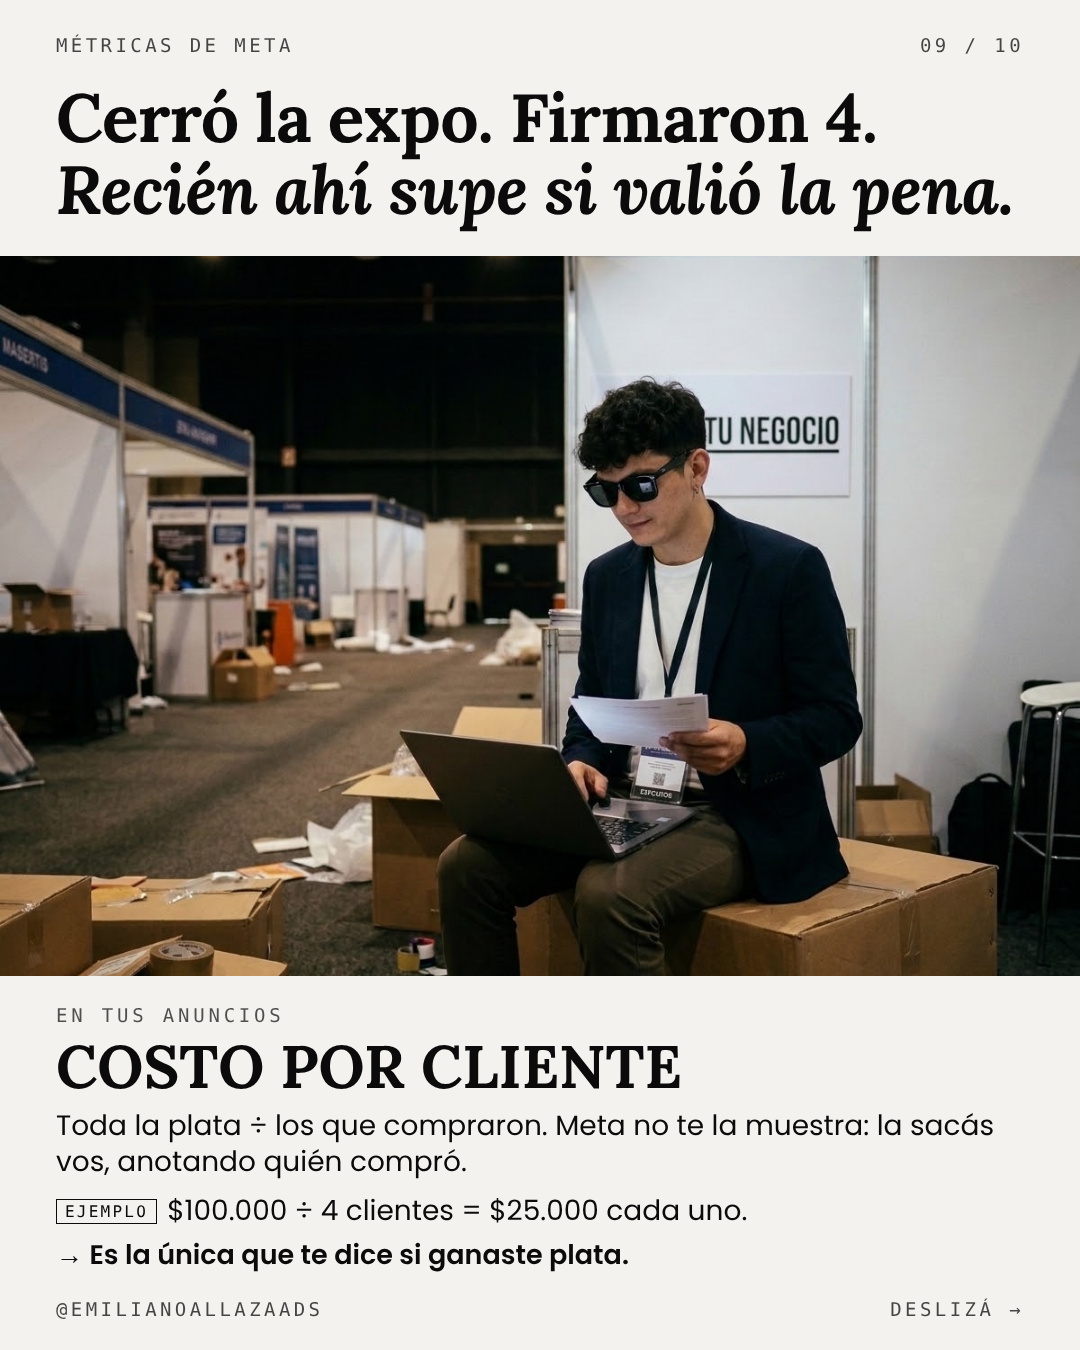 MÉTRICAS DE META
09 / 10
Cerró la expo. Firmaron 4.
Recién ahí supe si valió la pena.
MASERTIS
TU NEGOCIO
EN TUS ANUNCIOS
COSTO POR CLIENTE
Toda la plata ÷ los que compraron. Meta no te la muestra: la sacás
vos, anotando quién compró.
EJEMPLO $100.000 ÷ 4 clientes = $25.000 cada uno.
→ Es la única que te dice si ganaste plata.
@EMILIANOALLAZAADS
DESLIZÁ →